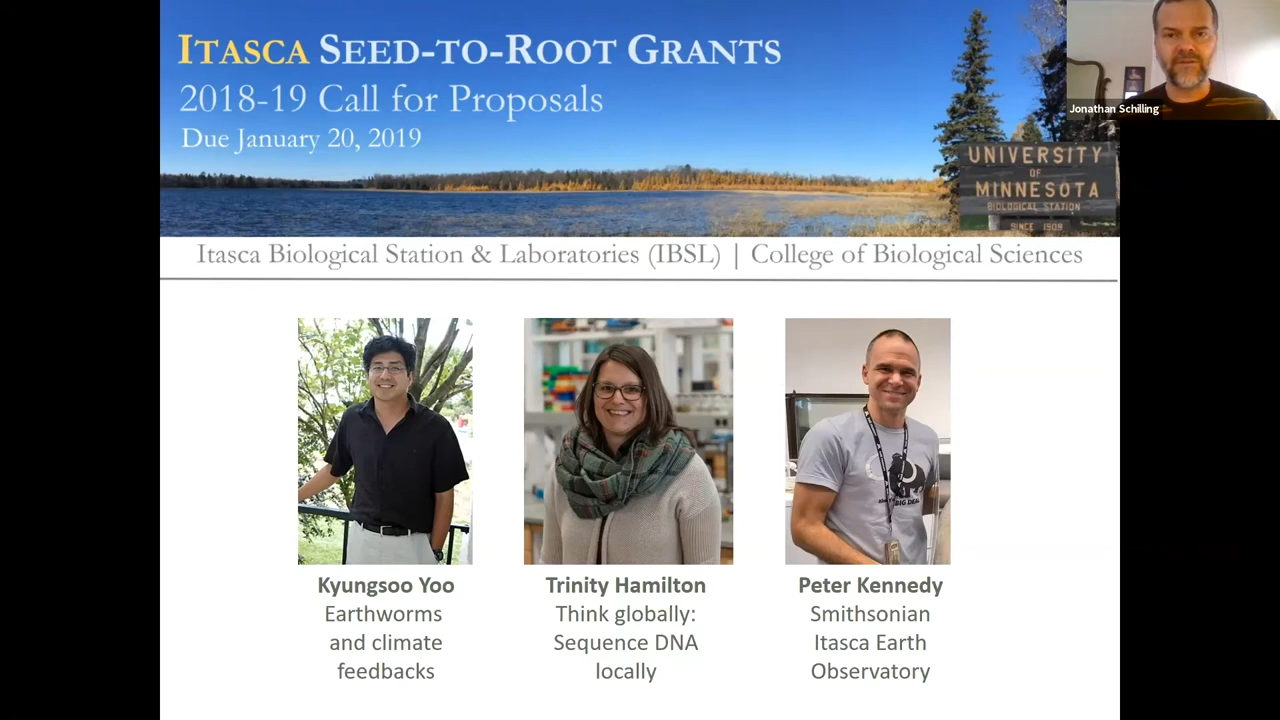 ITASCA SEED-TO-ROOT GRANTS
2018-19 Call for Proposals
Due January 20, 2019
Jonathan Schilling
UNIVERSITY
OF
MINNESOTA
BIOLOGICAL STATION
SINCE 1909
Itasca Biological Station & Laboratories (IBSL) | College of Biological Sciences
BIG DEAL
Kyungsoo Yoo
Earthworms
and climate
feedbacks
Trinity Hamilton
Think globally:
Sequence DNA
locally
Peter Kennedy
Smithsonian
Itasca Earth
Observatory